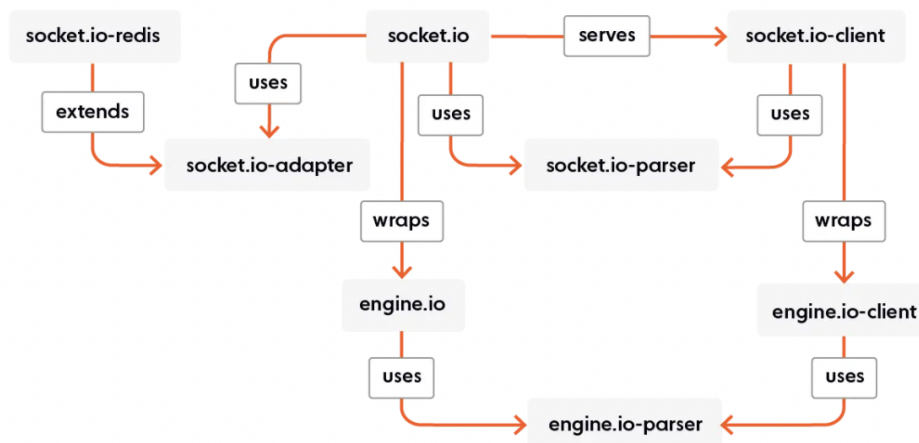 socket.io-redis
socket.io
serves
socket.io-client
uses
extends
uses
uses
socket.io-adapter
socket.io-parser
wraps
wraps
engine.io
engine.io-client
uses
uses
engine.io-parser